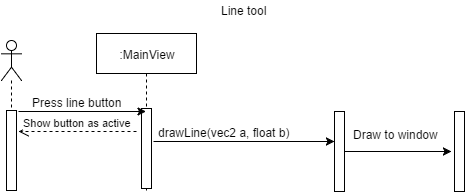 Line tool
:MainView
Press line button
Show button as active
drawLine(vec2 a, float b)
Draw to window